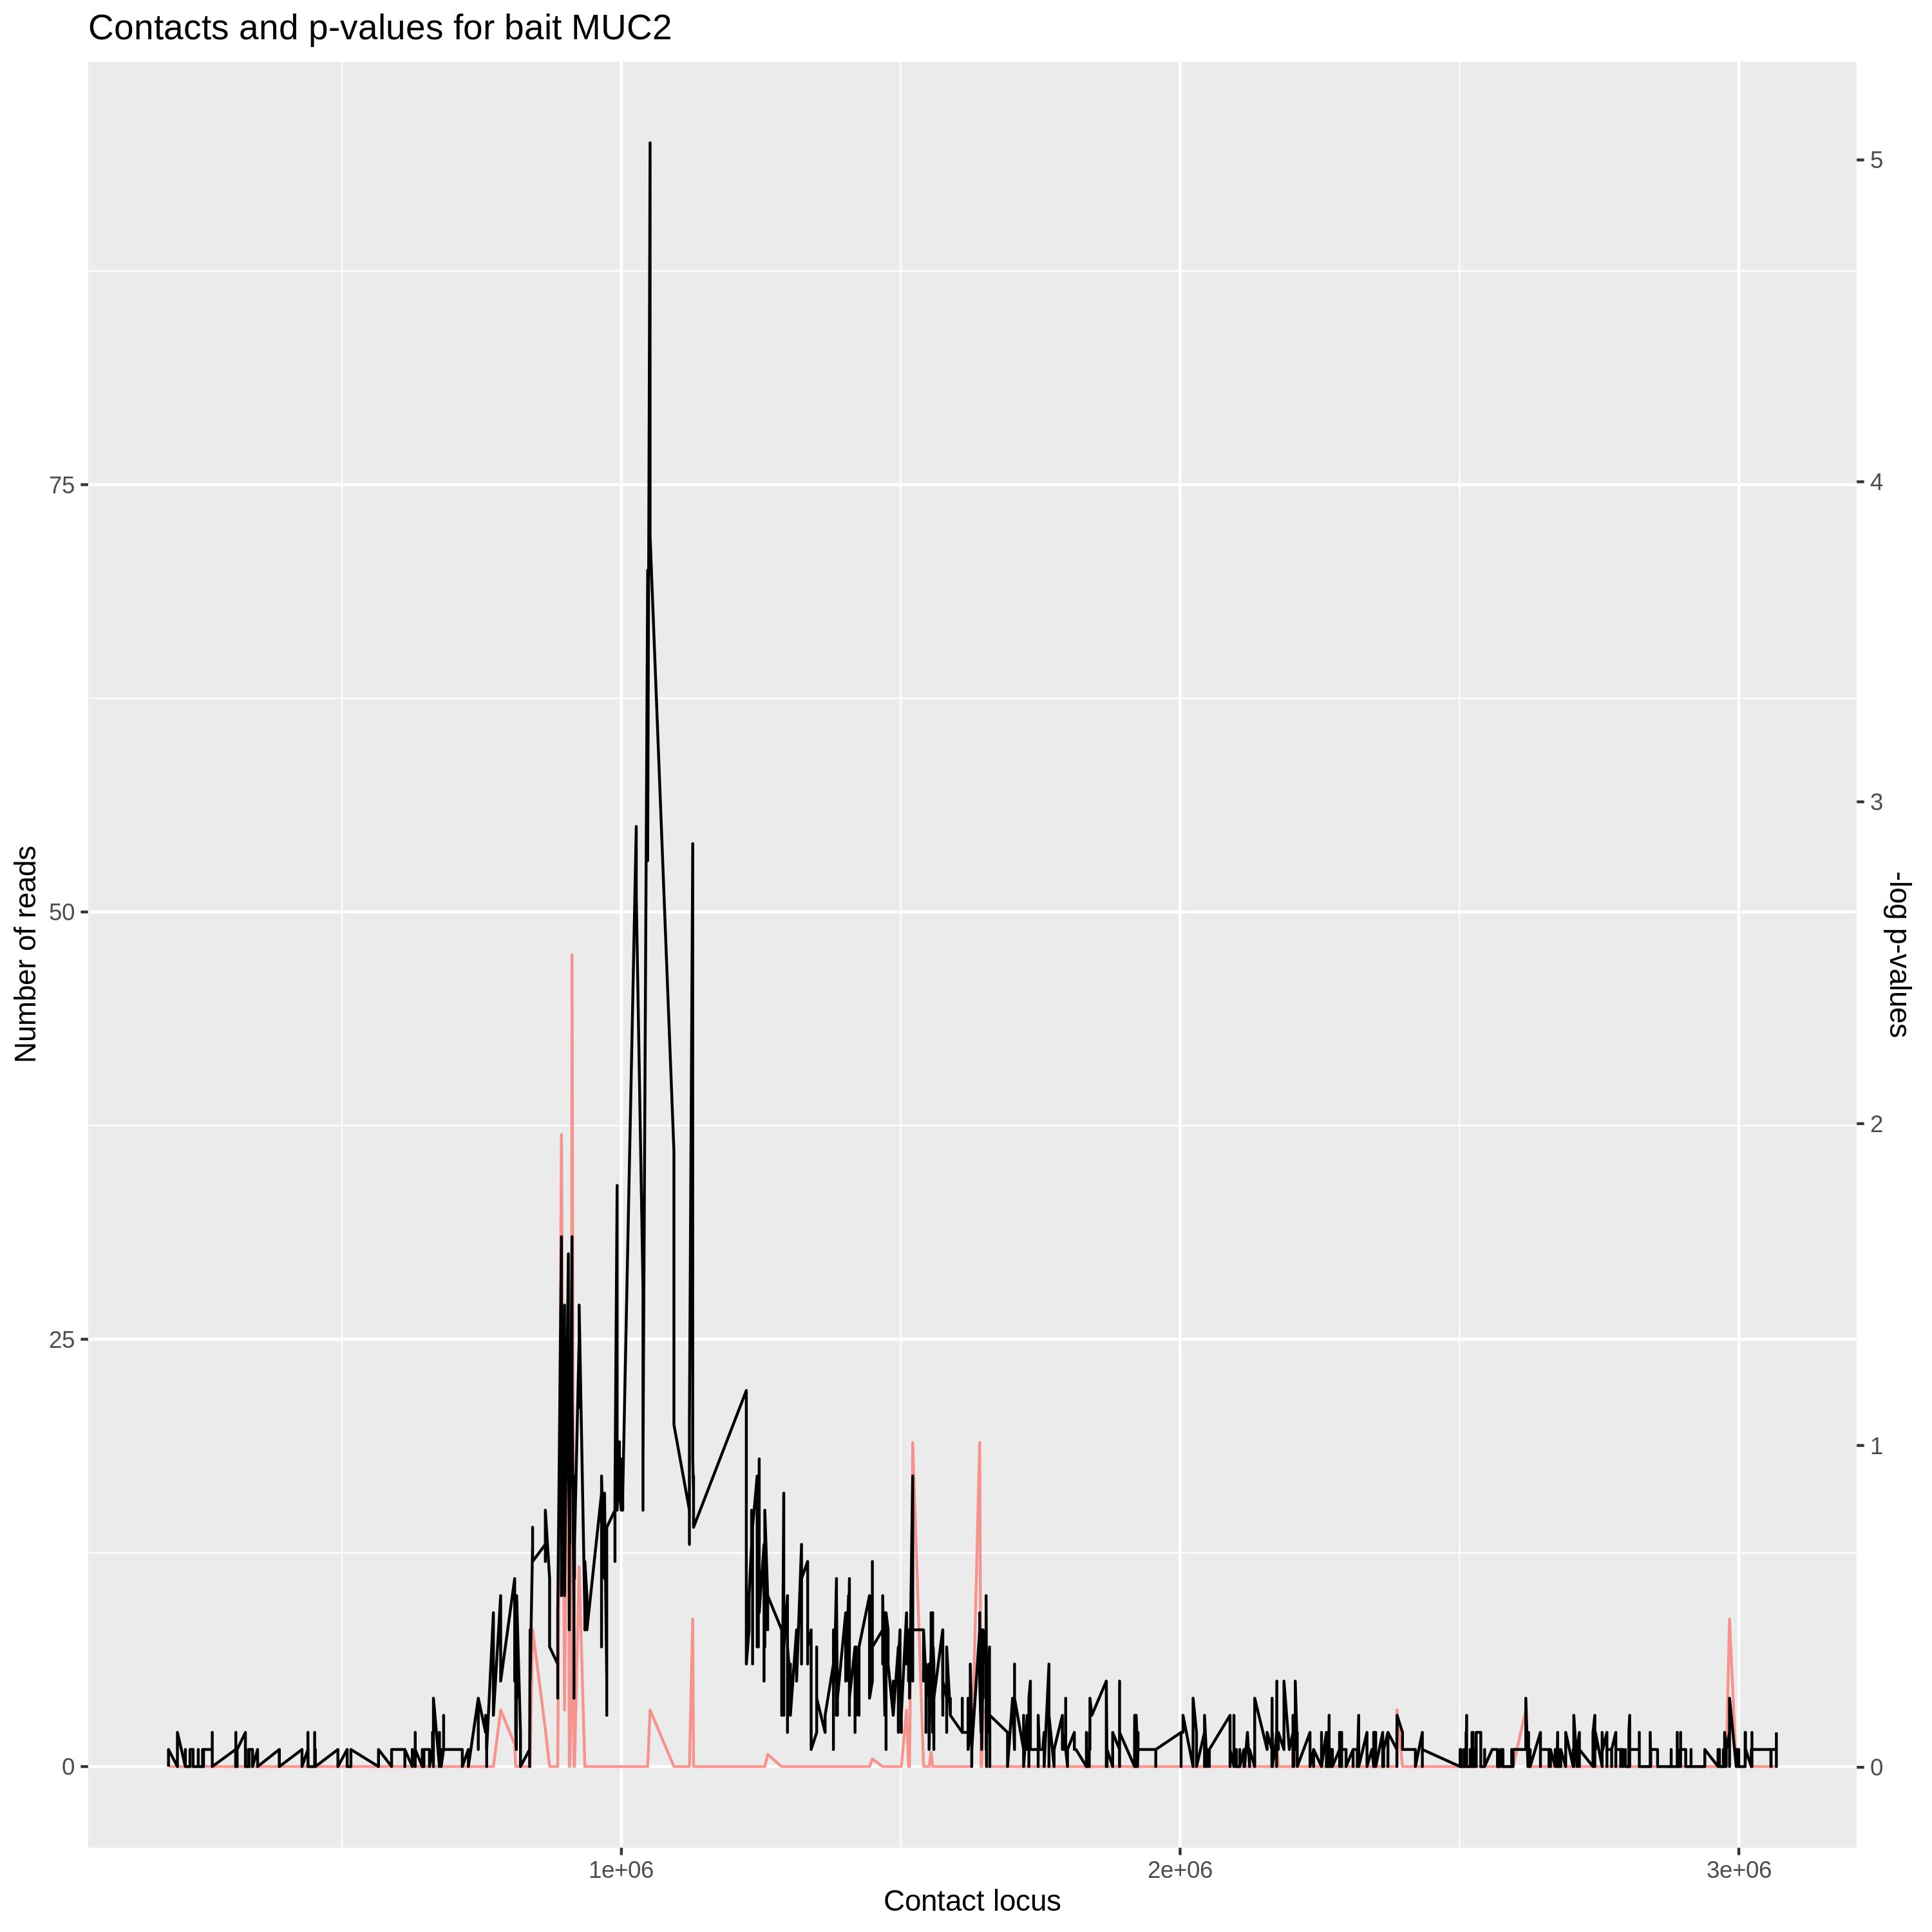 Contacts and p-values for bait MUC2
Number of reads
75
50
25
0
5
4
3
2
1
0
-log p-values
1e+06
2e+06
3e+06
Contact locus